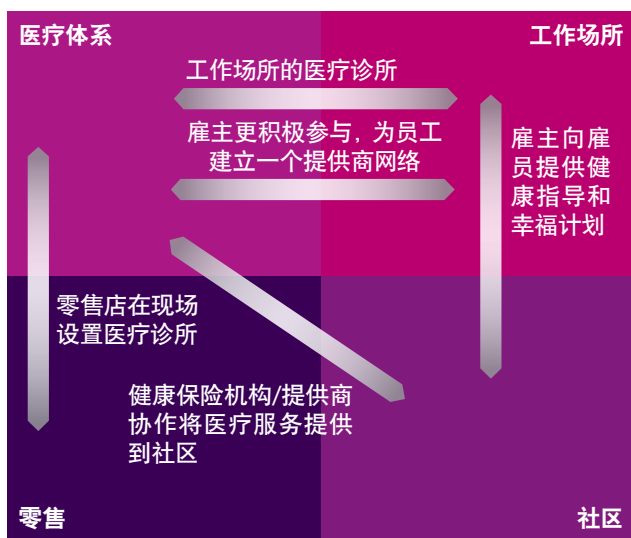 医疗体系
工作场所
工作场所的医疗诊所
雇主更积极参与, 为员工
建立一个提供商网络
雇主向雇
员提供健
康指导和
幸福计划
零售店在现场
设置医疗诊所
健康保险机构/提供商
协作将医疗服务提供
到社区
零售
社区